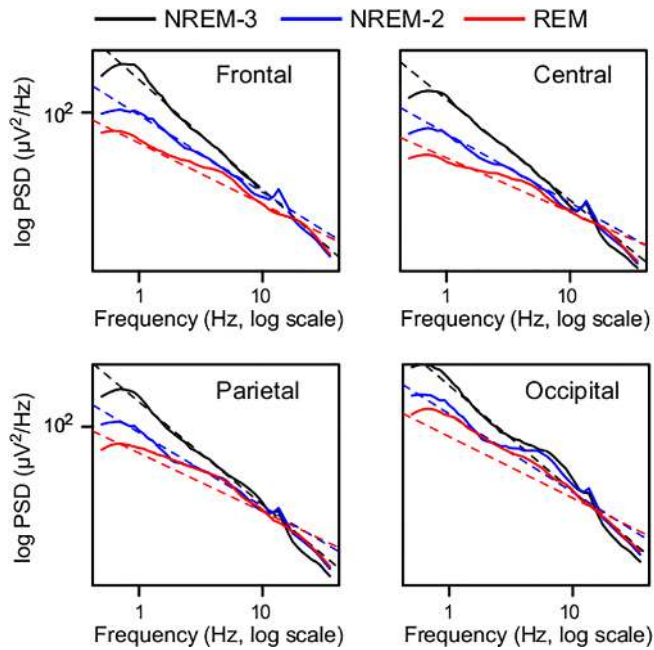 NREM-3 NREM-2 REM
Frontal
Central
10²
log PSD (µV²/Hz)
1 10
1 10
Frequency (Hz, log scale)
Frequency (Hz, log scale)
Parietal
Occipital
10²
log PSD (µV²/Hz)
1 10
1 10
Frequency (Hz, log scale)
Frequency (Hz, log scale)